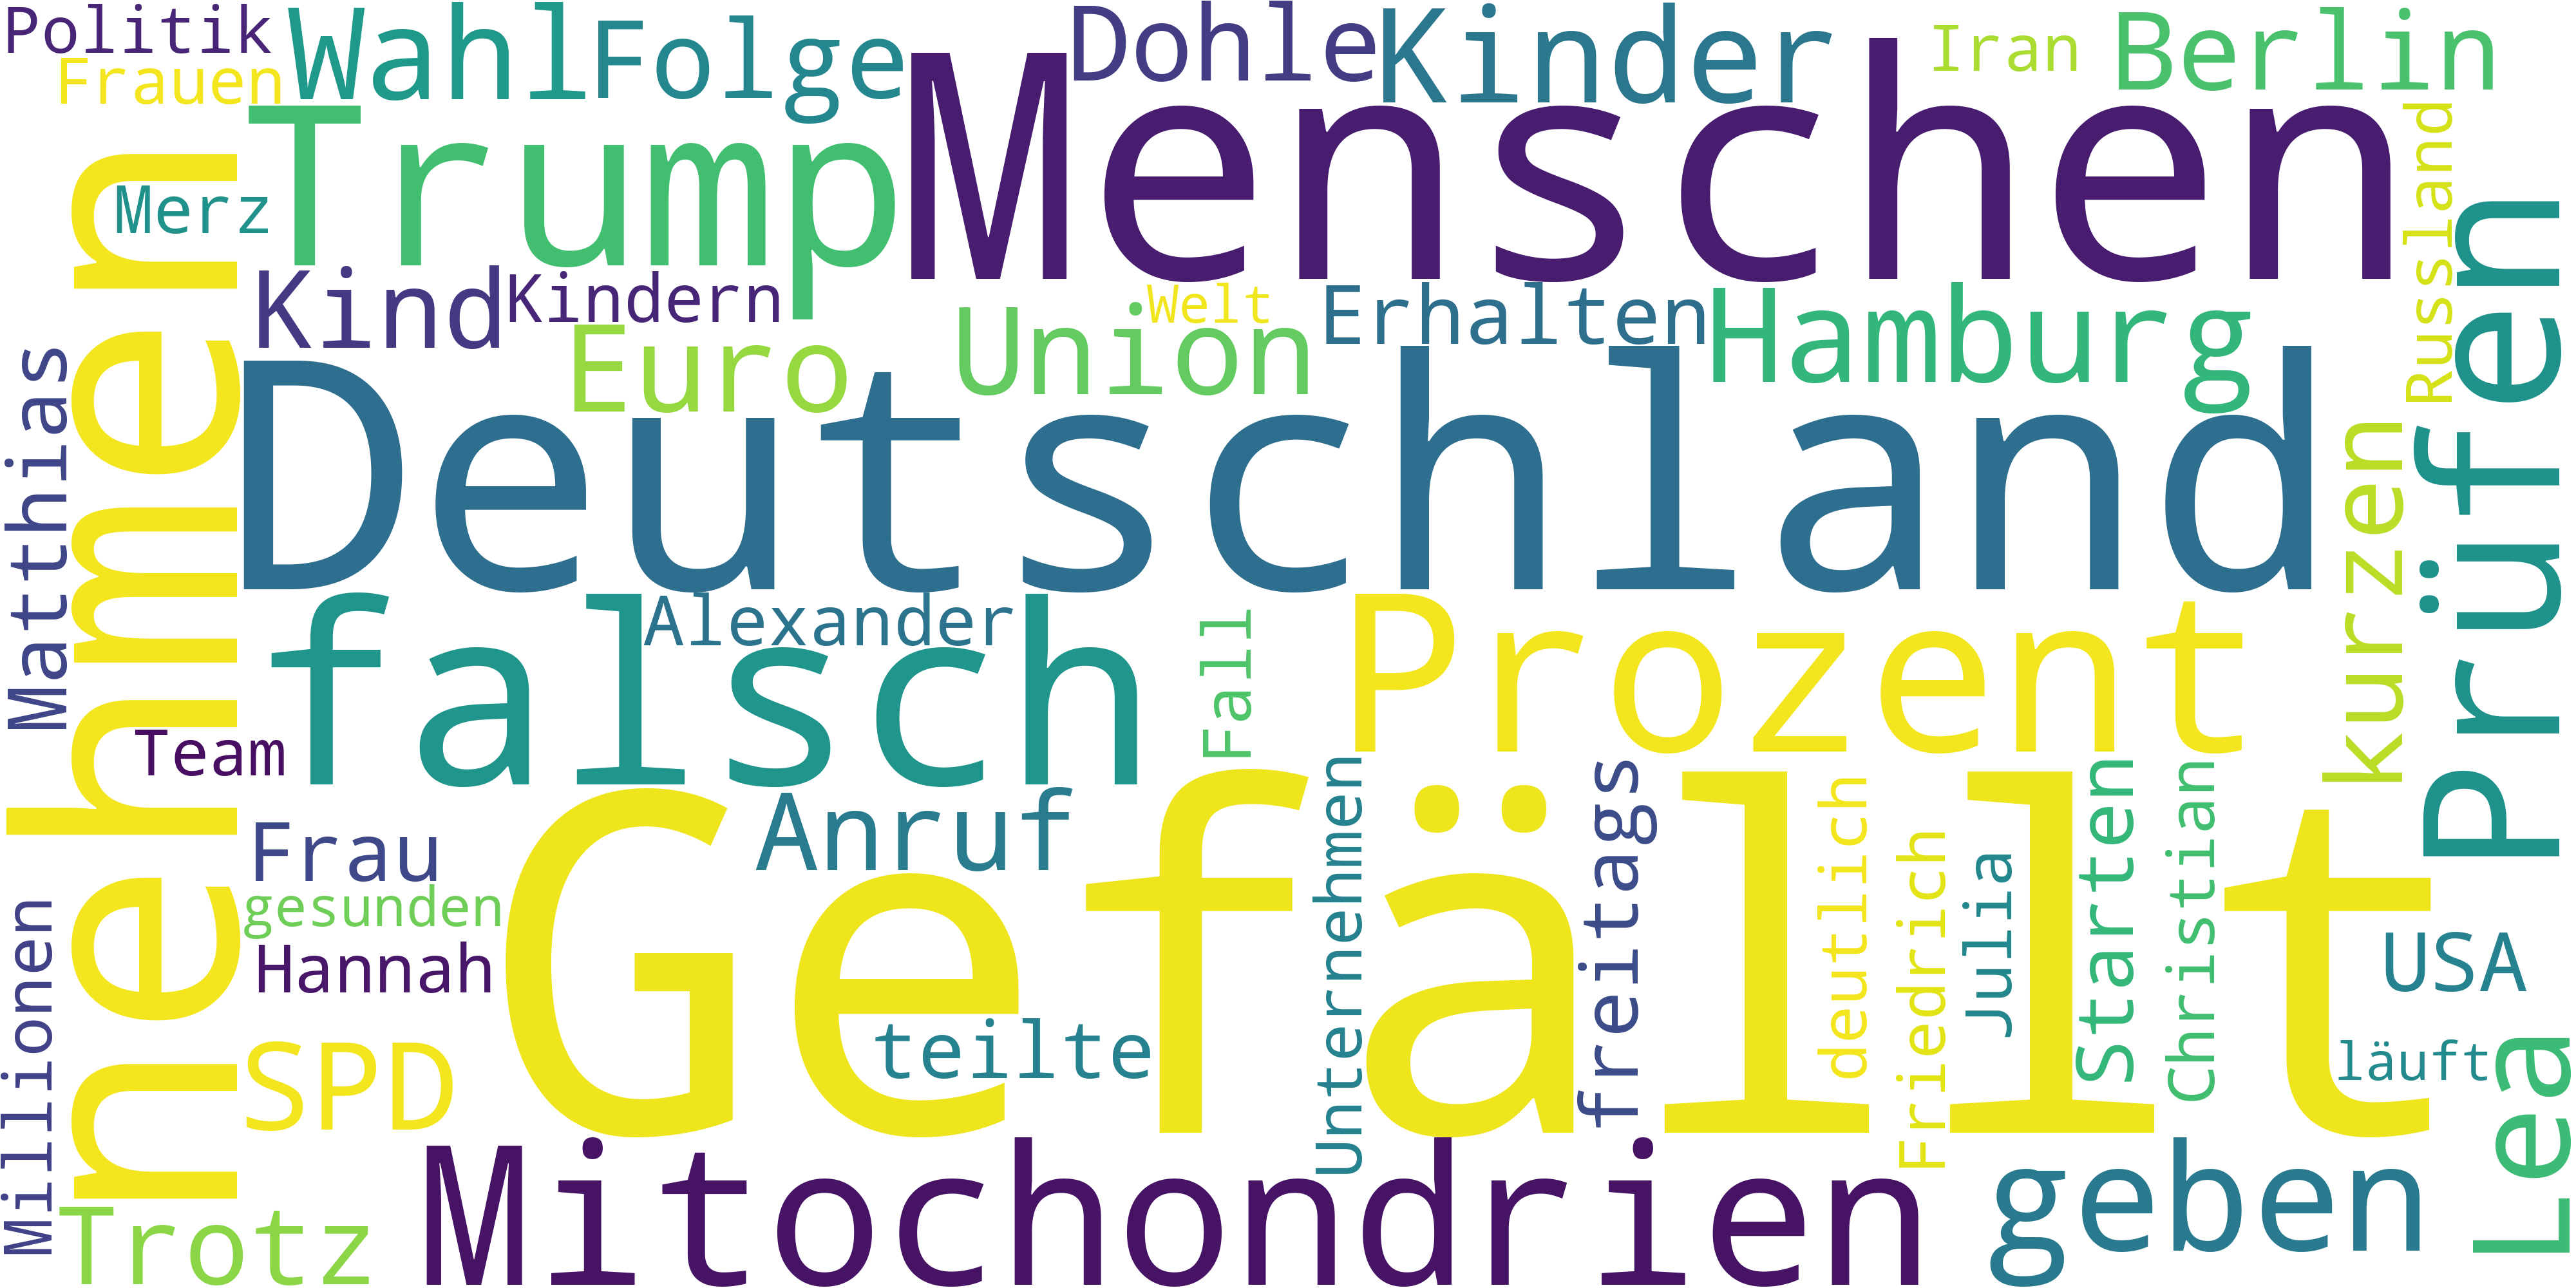 Politik
Wahl
Folge
Dohle
Kinder
Iran
Berlin
Frauen
Trump
Menschen
Russland
Merz
nehmen
Prüfen
Kind
Kindern
Welt
Erhalten
Hamburg
Euro
Union
Matthias
Deutschland
kurzen
falsch
Alexander
Fall
Prozent
Team
Anruf
Gefällt
Unternehmen
freitags
deutlich
Friedrich
Julia
Starten
Christian
Frau
gesunden
Hannah
USA
Millionen
SPD
teilte
läuft
Lea
Trotz
Mitochondrien
geben